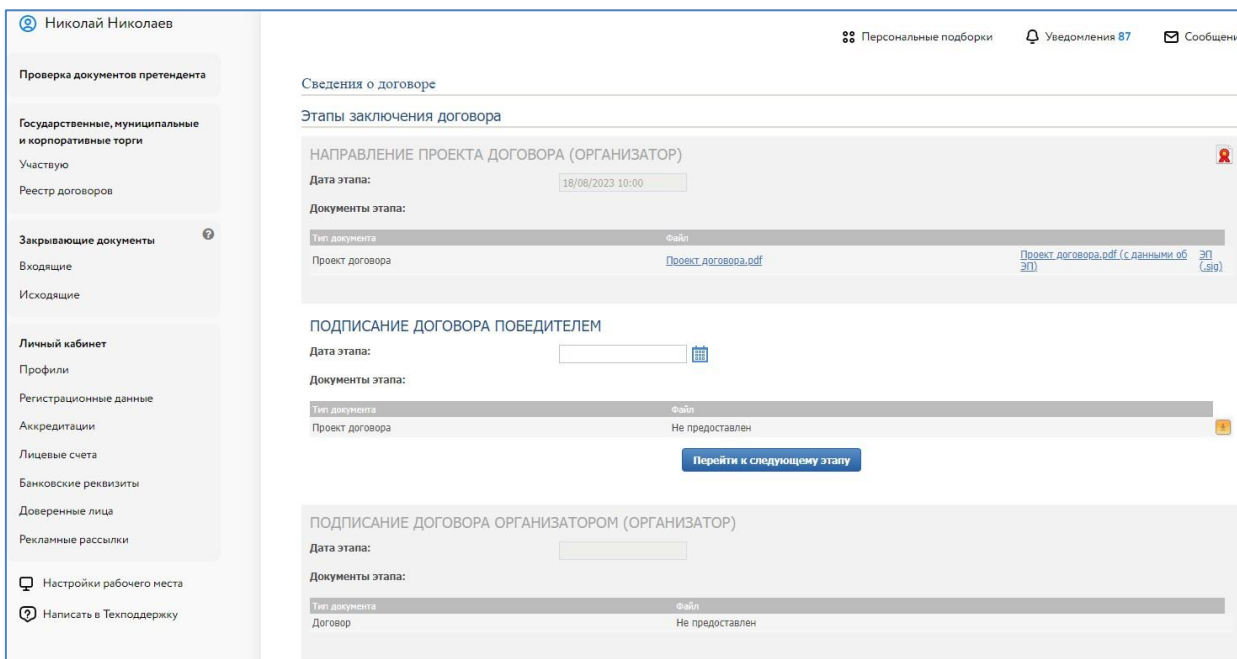 Николай Николаев
Персональные подборки
Уведомления 87
Сообщени
Проверка документов претендента
Государственные, муниципальные
и корпоративные торги
Участвую
Реестр договоров
Закрывающие документы
Входящие
Исходящие
Личный кабинет
Профили
Регистрационные данные
Аккредитации
Лицевые счета
Банковские реквизиты
Доверенные лица
Рекламные рассылки
Настройки рабочего места
Написать в Техподдержку
Сведения о договоре
Этапы заключения договора
НАПРАВЛЕНИЕ ПРОЕКТА ДОГОВОРА (ОРГАНИЗАТОР)
Дата этапа: 18/08/2023 10:00
Документы этапа:
Тип документа Файл
Проект договора Проект договора.pdf Проект договора.pdf (с данными об ЭП
ЭП) (.sig)
ПОДПИСАНИЕ ДОГОВОРА ПОБЕДИТЕЛЕМ
Дата этапа:
Документы этапа:
Тип документа Файл
Проект договора Не предоставлен
Перейти к следующему этапу
ПОДПИСАНИЕ ДОГОВОРА ОРГАНИЗАТОРОМ (ОРГАНИЗАТОР)
Дата этапа:
Документы этапа:
Тип документа Файл
Договор Не предоставлен